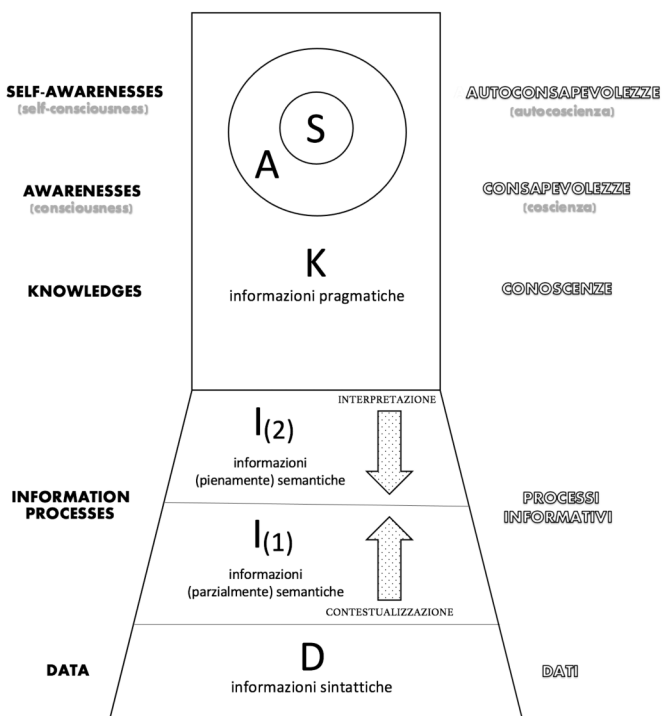 SELF-AWARENESSES
(self-consciousness)
S
AUTOCONSAPEVOLEZZE
(autocoscienza)
A
AWARENESSES
(consciousness)
CONSAPEVOLEZZE
(coscienza)
K
KNOWLEDGES
informazioni pragmatiche
CONOSCENZE
INTERPRETAZIONE
I(2)
informazioni
(pienamente) semantiche
INFORMATION
PROCESSES
PROCESSI
INFORMATIVI
I(1)
informazioni
(parzialmente) semantiche
CONTESTUALIZZAZIONE
D
DATA
informazioni sintattiche
DATI